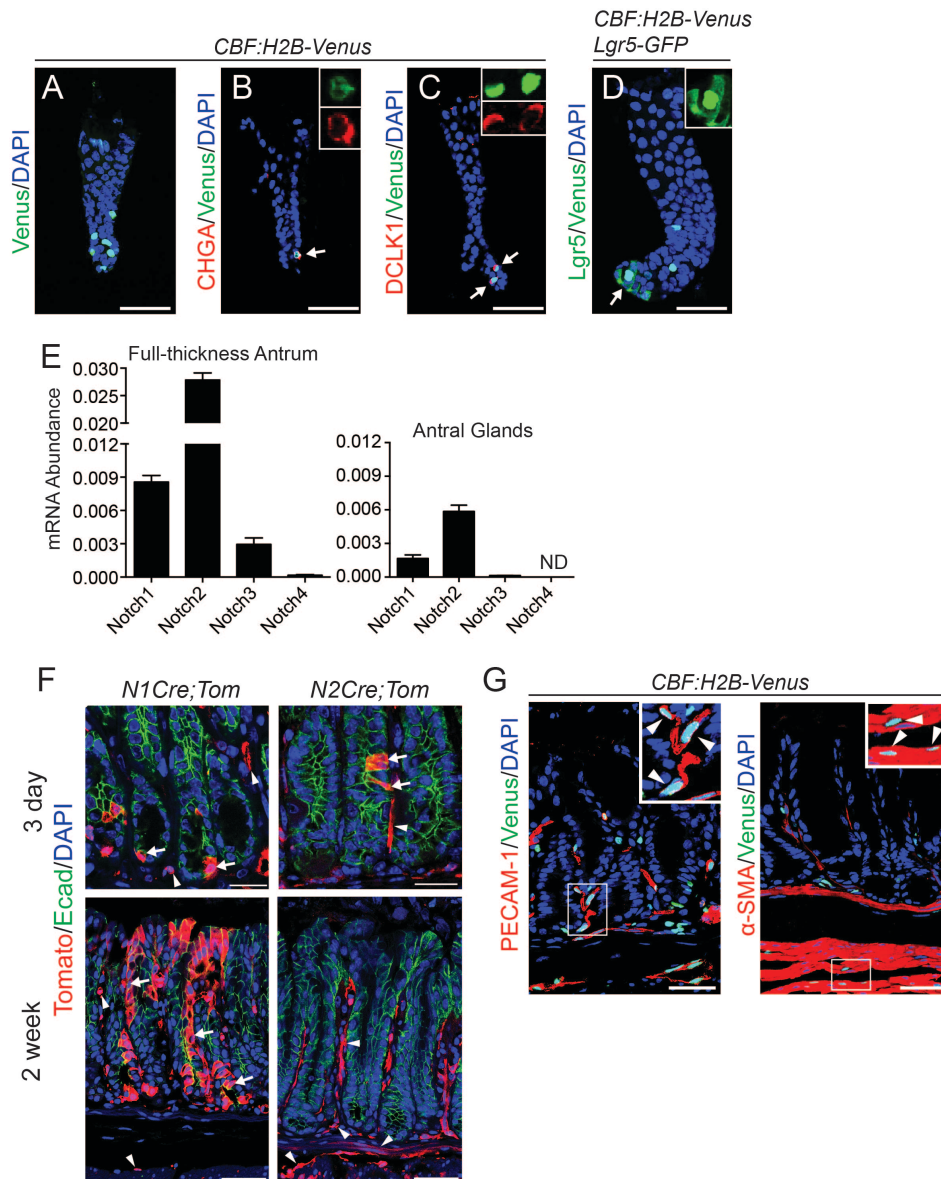 CBF:H2B-Venus
CBF:H2B-Venus
Lgr5-GFP
A
B
C
D
Venus/DAPI
CHGA/Venus/DAPI
DCLK1/Venus/DAPI
Lgr5/Venus/DAPI
E
Full-thickness Antrum
0.030
0.025
0.020
0.012
0.009
0.006
0.003
0.000
mRNA Abundance
Notch1
Notch2
Notch3
Notch4
Antral Glands
0.012
0.009
0.006
0.003
0.000
ND
Notch1
Notch2
Notch3
Notch4
F
N1Cre;Tom
N2Cre;Tom
3 day
2 week
Tomato/Ecad/DAPI
G
CBF:H2B-Venus
PECAM-1/Venus/DAPI
α-SMA/Venus/DAPI